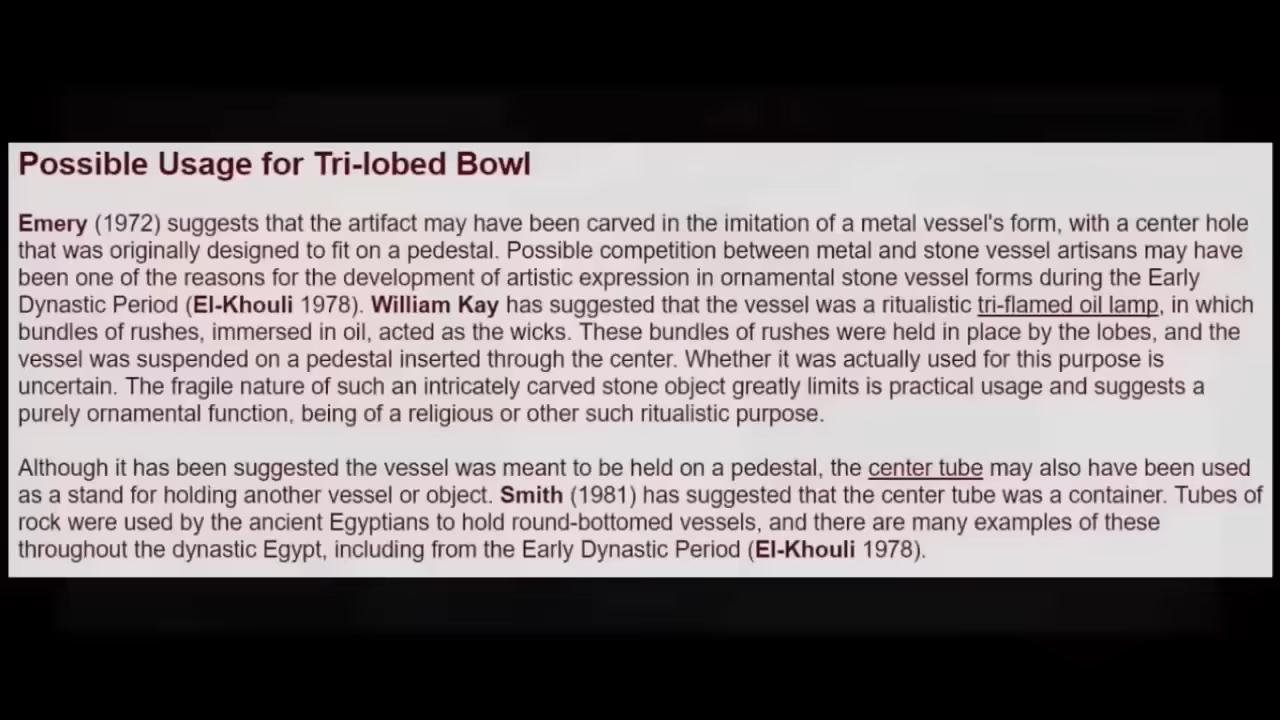 Possible Usage for Tri-lobed Bowl
Emery (1972) suggests that the artifact may have been carved in the imitation of a metal vessel's form, with a center hole
that was originally designed to fit on a pedestal. Possible competition between metal and stone vessel artisans may have
been one of the reasons for the development of artistic expression in ornamental stone vessel forms during the Early
Dynastic Period (El-Khouli 1978). William Kay has suggested that the vessel was a ritualistic tri-flamed oil lamp, in which
bundles of rushes, immersed in oil, acted as the wicks. These bundles of rushes were held in place by the lobes, and the
vessel was suspended on a pedestal inserted through the center. Whether it was actually used for this purpose is
uncertain. The fragile nature of such an intricately carved stone object greatly limits is practical usage and suggests a
purely ornamental function, being of a religious or other such ritualistic purpose.
Although it has been suggested the vessel was meant to be held on a pedestal, the center tube may also have been used
as a stand for holding another vessel or object. Smith (1981) has suggested that the center tube was a container. Tubes of
rock were used by the ancient Egyptians to hold round-bottomed vessels, and there are many examples of these
throughout the dynastic Egypt, including from the Early Dynastic Period (El-Khouli 1978).